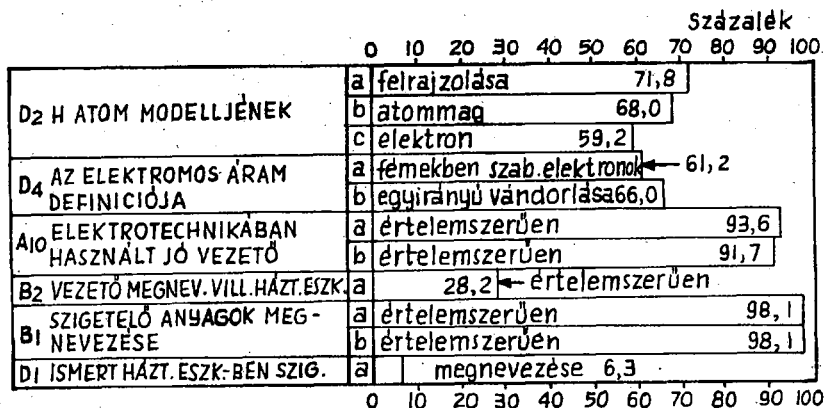 Százalék
0 10 20 30 40 50 60 70 80 90 100
D2 H ATOM MODELLJÉNEK
a felrajzolása 71,8
b atommag 68,0
c elektron 59,2
D4 AZ ELEKTROMOS ÁRAM
DEFINICIÓJA
a fémekben szab.elektronok 61,2
b egyirányú vándorlása 66,0
A10 ELEKTROTECHNIKÁBAN
HASZNÁLT JÓ VEZETŐ
a értelemszerűen 93,6
b értelemszerűen 91,7
B2 VEZETŐ MEGNEV. VILL. HÁZT. ESZK. a 28,2 értelemszerűen
B1 SZIGETELŐ ANYAGOK MEG-
NEVEZÉSE
a értelemszerűen 98,1
b értelemszerűen 98,1
D1 ISMERT HÁZT. ESZK.-BEN SZIG. a megnevezése 6,3
0 10 20 30 40 50 60 70 80 90 100